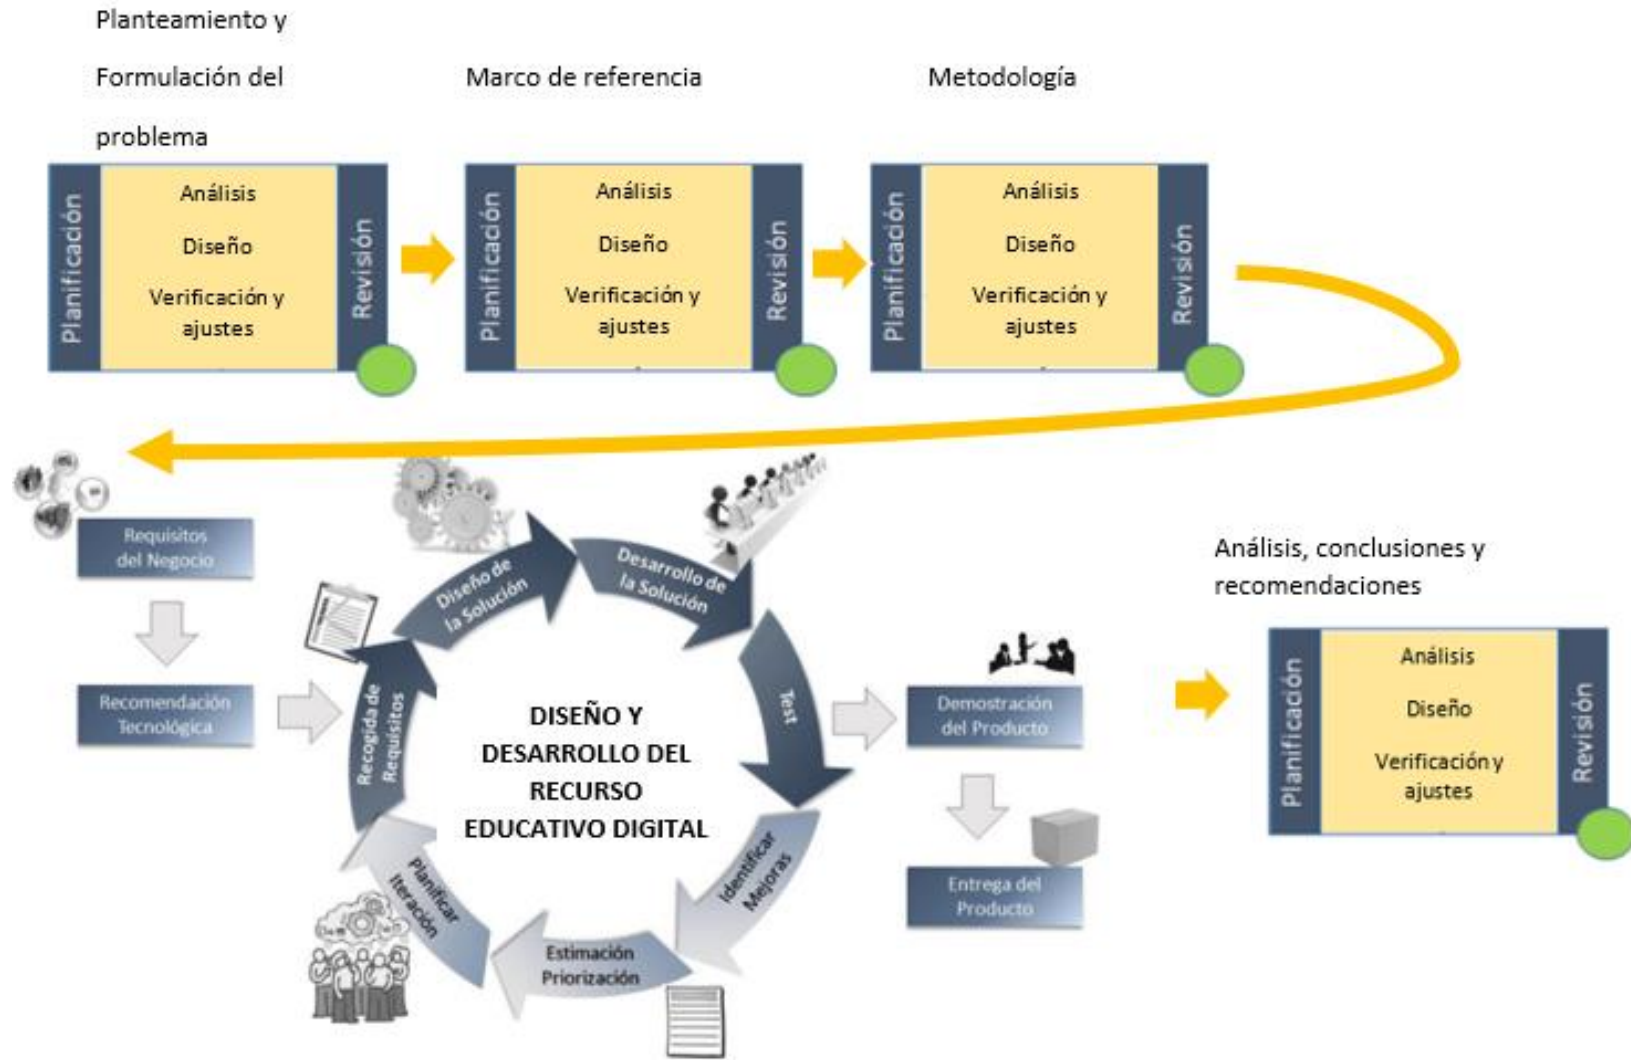 Planteamiento y
Formulación del
problema
Marco de referencia
Metodología
Planificación
Análisis
Diseño
Verificación y
ajustes
Revisión
Planificación
Análisis
Diseño
Verificación y
ajustes
Revisión
Planificación
Análisis
Diseño
Verificación y
ajustes
Revisión
Requisitos
del Negocio
Recomendación
Tecnológica
Recogida de
Requisitos
Diseño de
la Solución
Desarrollo de
la Solución
Test
Identificar
Mejoras
Estimación
Priorización
Planificar
Iteración
DISEÑO Y
DESARROLLO DEL
RECURSO
EDUCATIVO DIGITAL
Demostración
del Producto
Entrega del
Producto
Análisis, conclusiones y
recomendaciones
Planificación
Análisis
Diseño
Verificación y
ajustes
Revisión